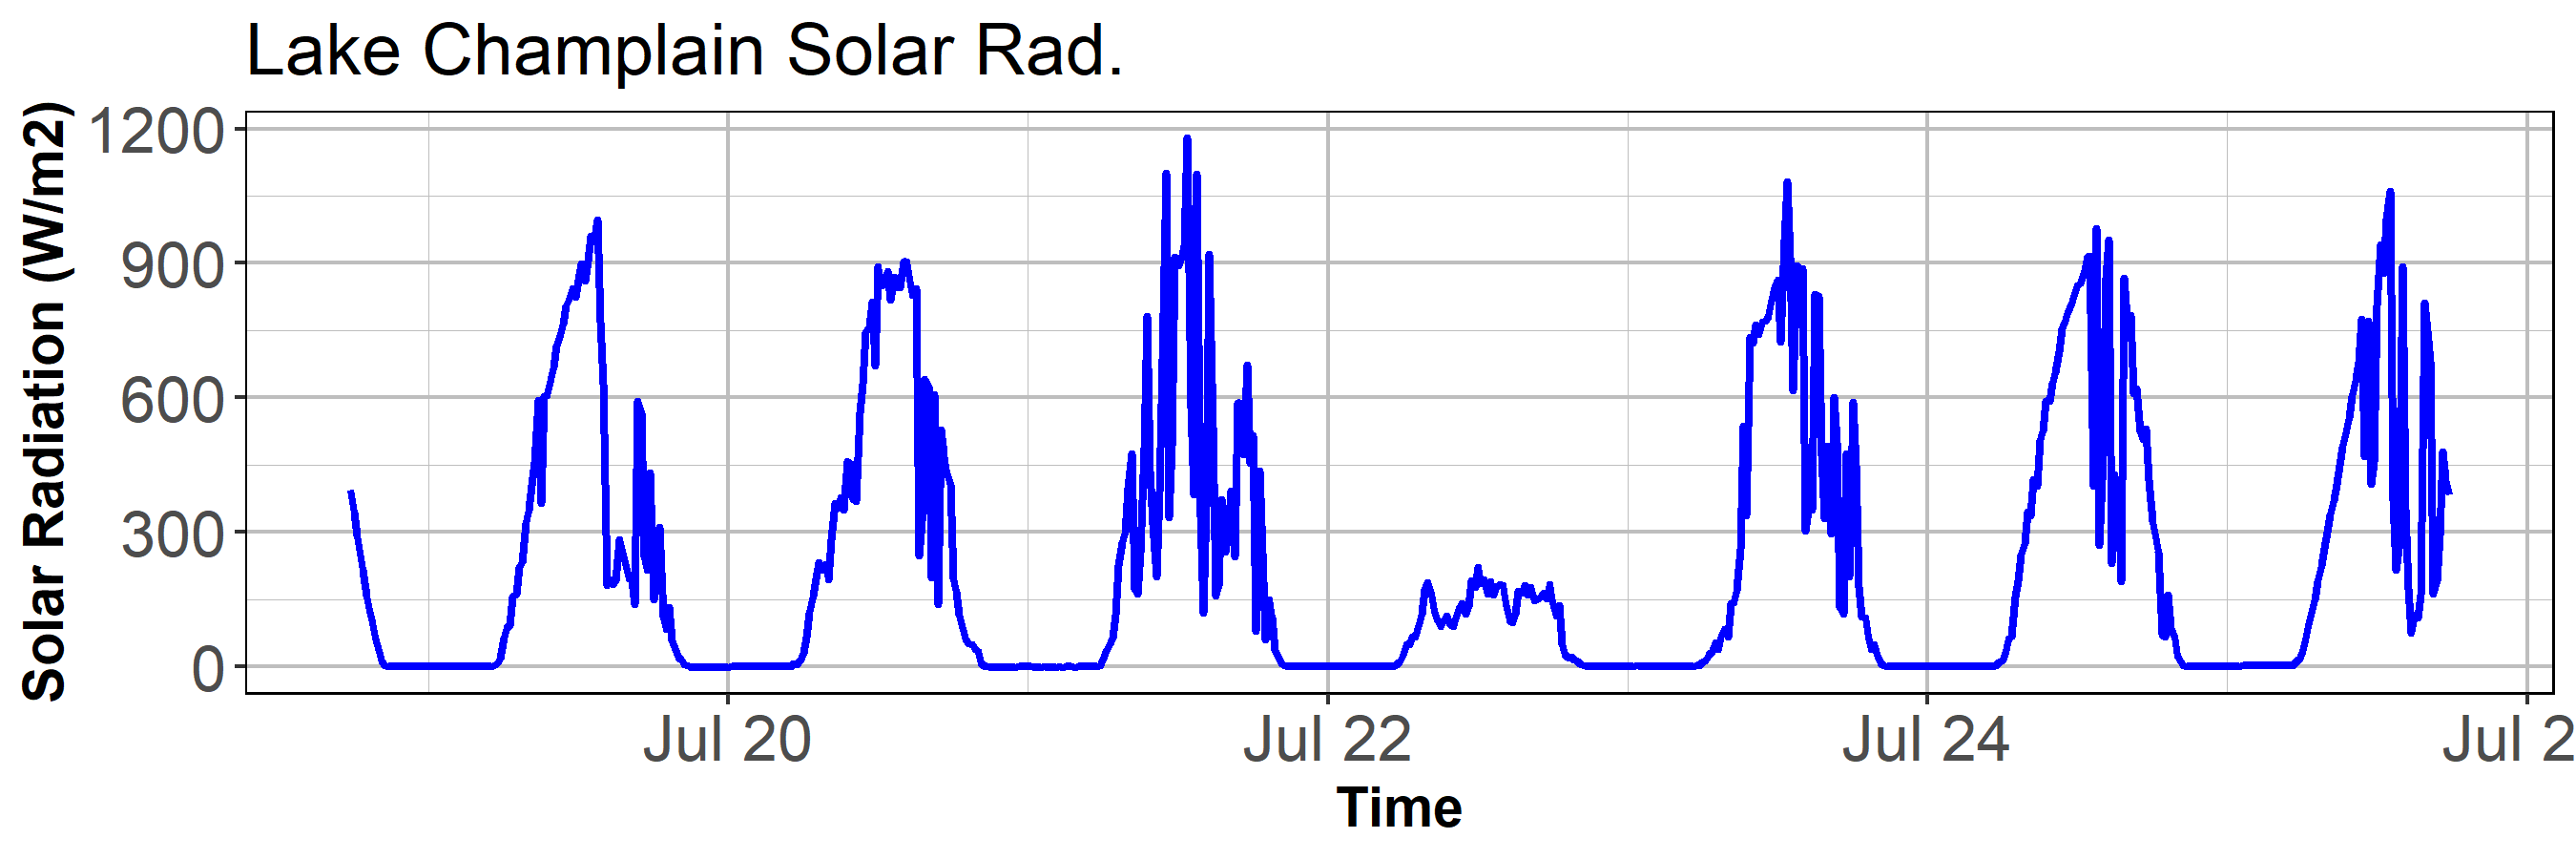 Lake Champlain Solar Rad.
Solar Radiation (W/m2)
1200
900
600
300
0
Jul 20
Jul 22
Jul 24
Jul 2
Time